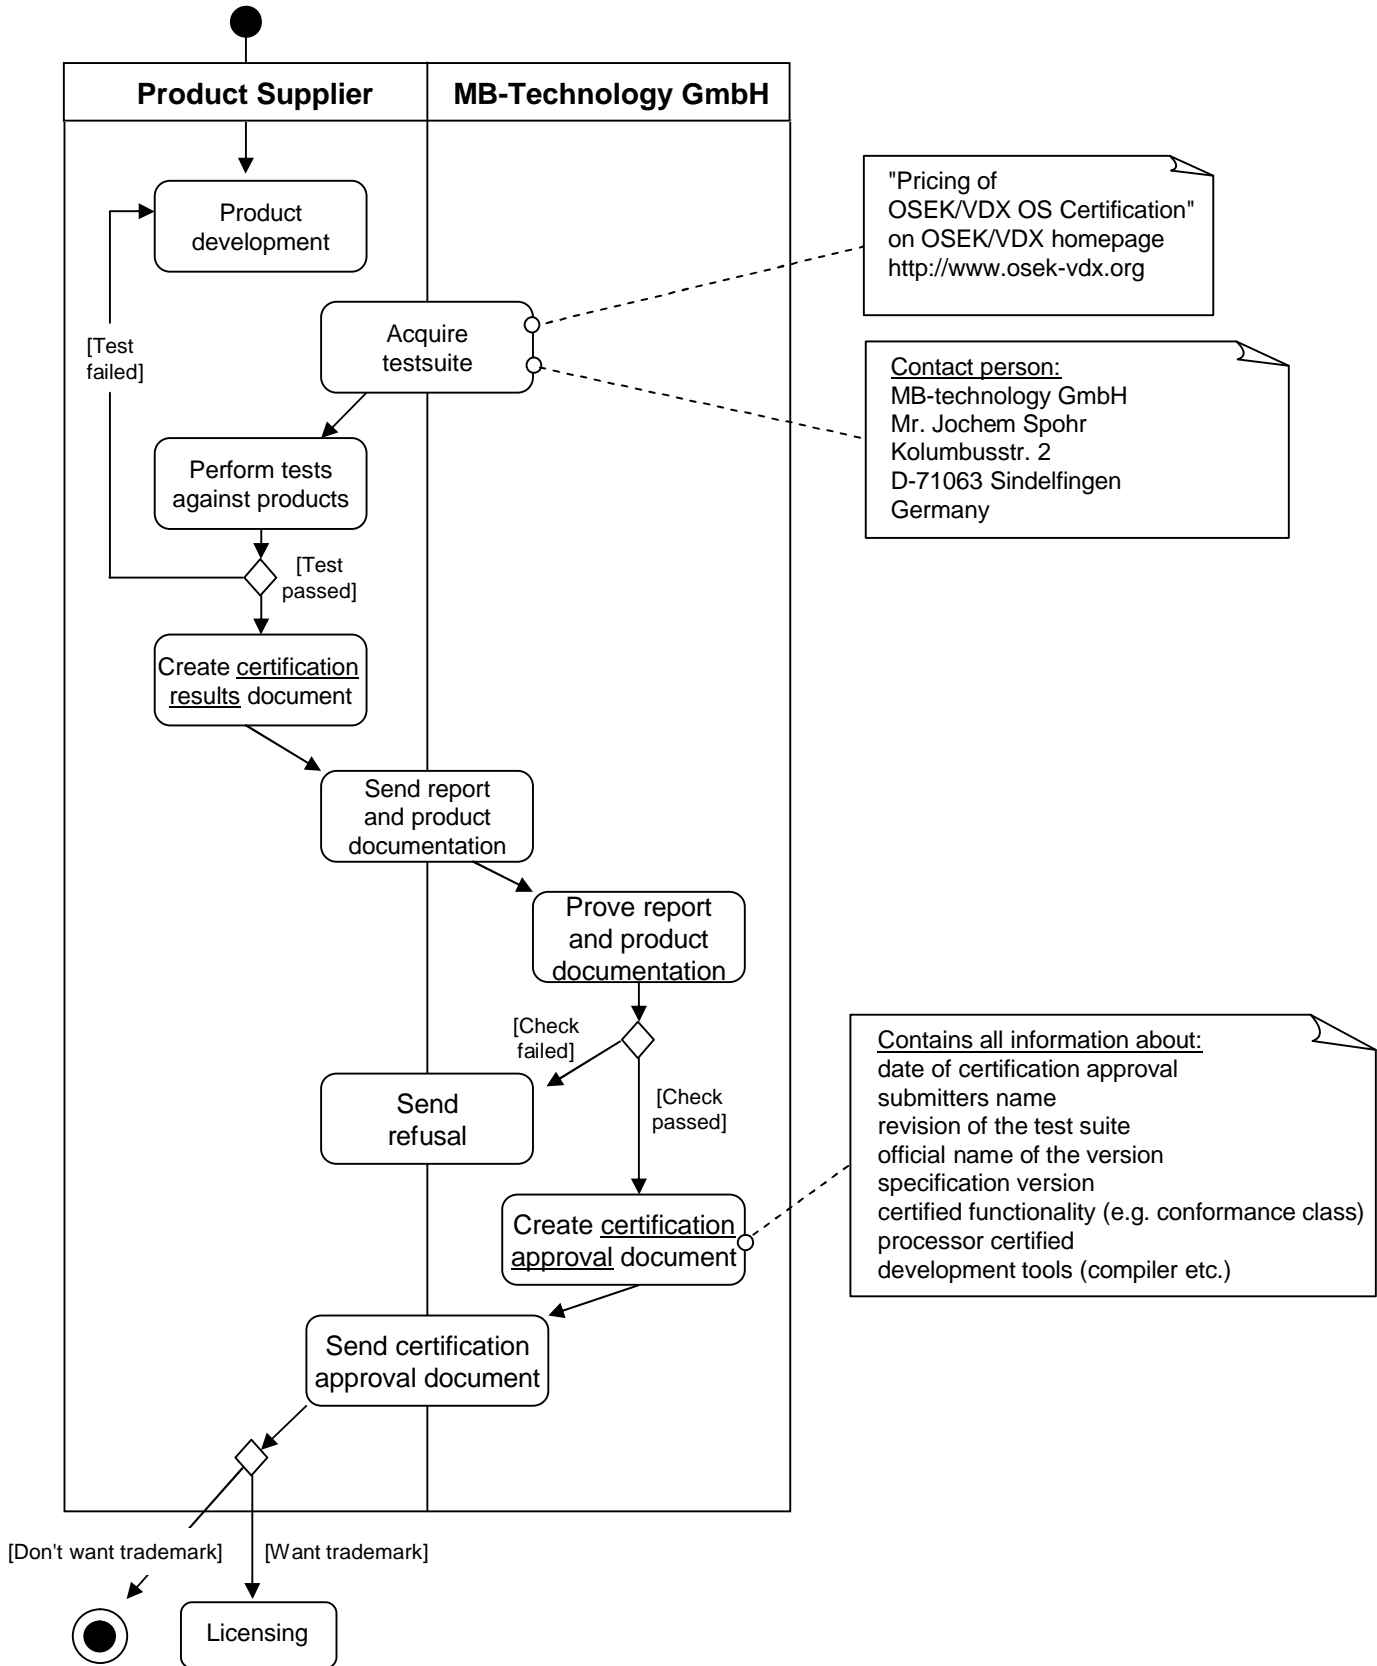 Product Supplier
MB-Technology GmbH
Product
development
"Pricing of
OSEK/VDX OS Certification"
on OSEK/VDX homepage
http://www.osek-vdx.org
[Test
failed]
Acquire
testsuite
Contact person:
MB-technology GmbH
Mr. Jochem Spohr
Kolumbusstr. 2
D-71063 Sindelfingen
Germany
Perform tests
against products
[Test
passed]
Create certification
results document
Send report
and product
documentation
Prove report
and product
documentation
[Check
failed]
Send
refusal
[Check
passed]
Contains all information about:
date of certification approval
submitters name
revision of the test suite
official name of the version
specification version
certified functionality (e.g. conformance class)
processor certified
development tools (compiler etc.)
Create certification
approval document
Send certification
approval document
[Don't want trademark]
[Want trademark]
Licensing